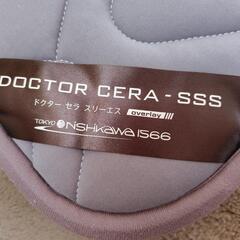 DOCTOR CERA - SSS
ドクター セラ スリーエス overlay
TOKYO NISHIKAWA 1566